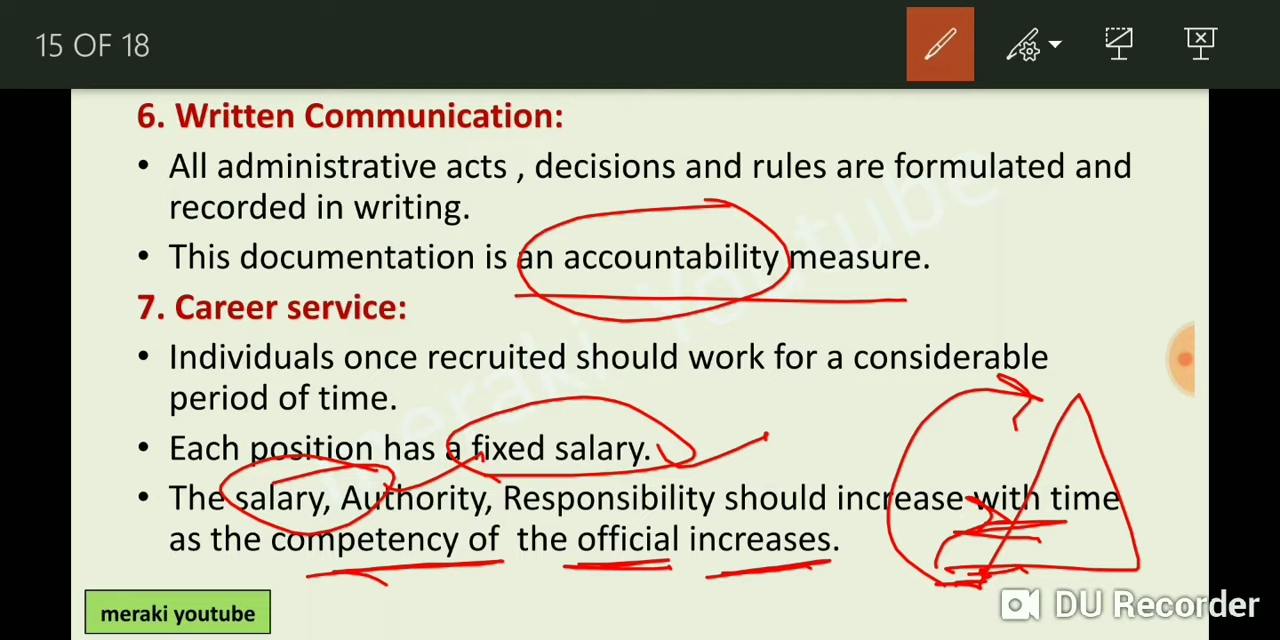 15 OF 18
6. Written Communication:
• All administrative acts , decisions and rules are formulated and
recorded in writing.
• This documentation is an accountability measure.
7. Career service:
• Individuals once recruited should work for a considerable
period of time.
• Each position has a fixed salary.
• The salary, Authority, Responsibility should increase with time
as the competency of the official increases.
meraki youtube
meraki youtube
DU Recorder